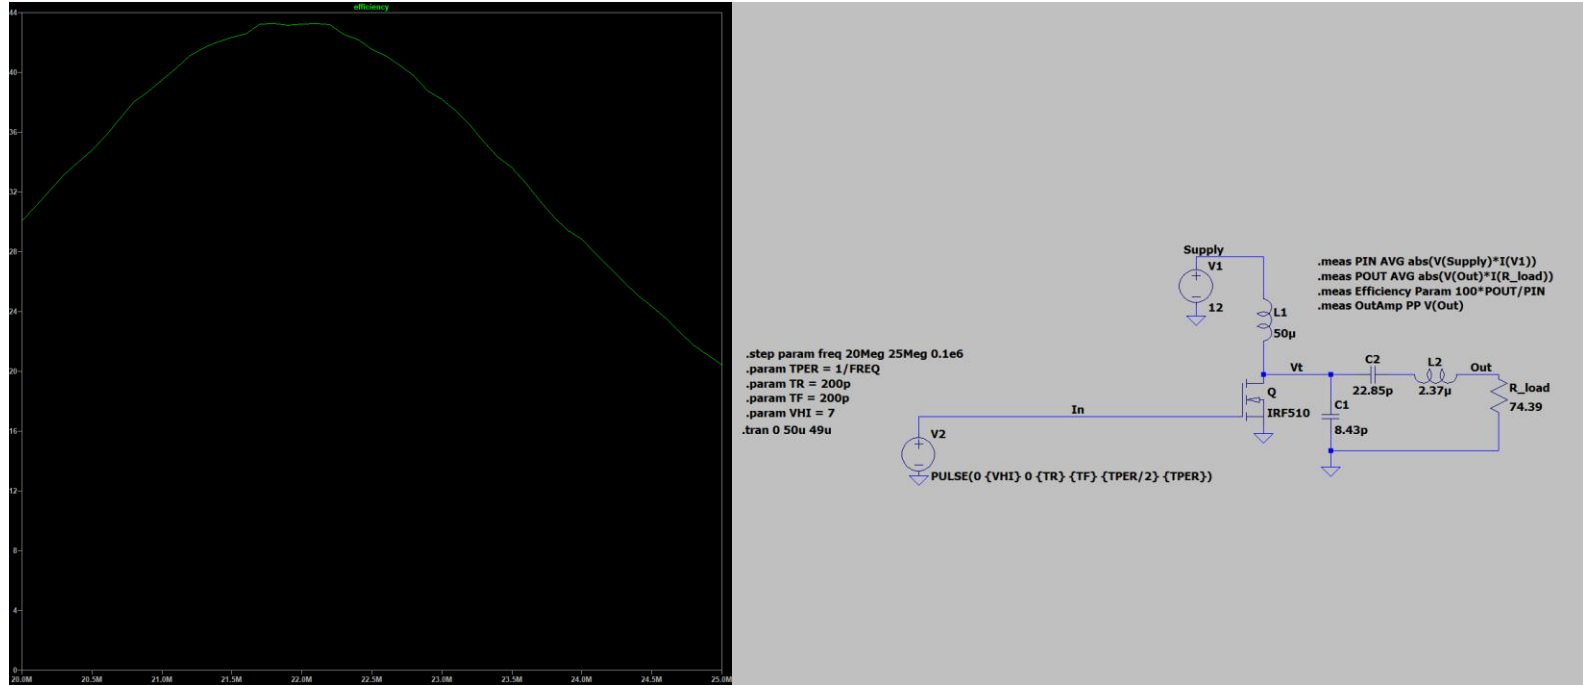 efficiency
44
40
36
32
28
24
20
16
12
8
4
0
20.0M 20.5M 21.0M 21.5M 22.0M 22.5M 23.0M 23.5M 24.0M 24.5M 25.0M
Supply
V1
12
L1
50µ
.meas PIN AVG abs(V(Supply)*I(V1))
.meas POUT AVG abs(V(Out)*I(R_load))
.meas Efficiency Param 100*POUT/PIN
.meas OutAmp PP V(Out)
.step param freq 20Meg 25Meg 0.1e6
.param TPER = 1/FREQ
.param TR = 200p
.param TF = 200p
.param VHI = 7
.tran 0 50u 49u
Vt
C2
22.85p
L2
2.37µ
Out
R_load
74.39
Q
IRF510
C1
8.43p
In
V2
PULSE(0 {VHI} 0 {TR} {TF} {TPER/2} {TPER})